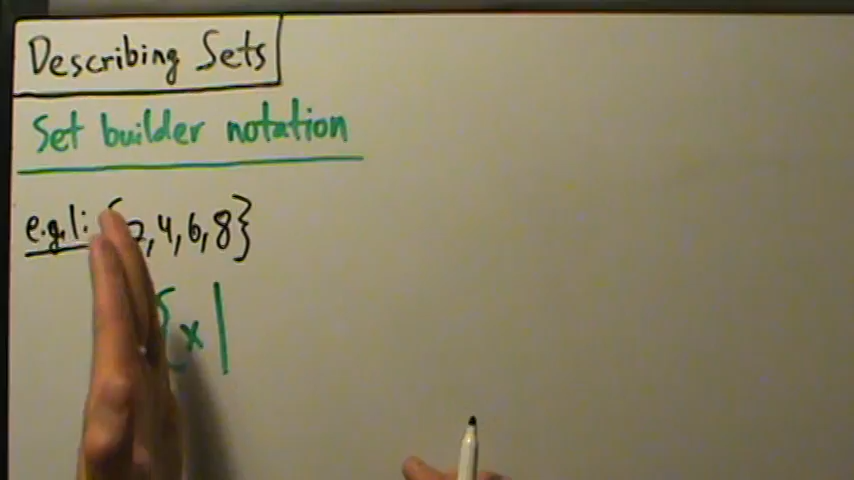 Describing Sets
Set builder notation
e.g.1: {2,4,6,8}
{x|